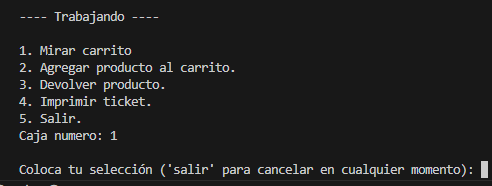 ---- Trabajando ----
1. Mirar carrito
2. Agregar producto al carrito.
3. Devolver producto.
4. Imprimir ticket.
5. Salir.
Caja numero: 1
Coloca tu selección ('salir' para cancelar en cualquier momento):